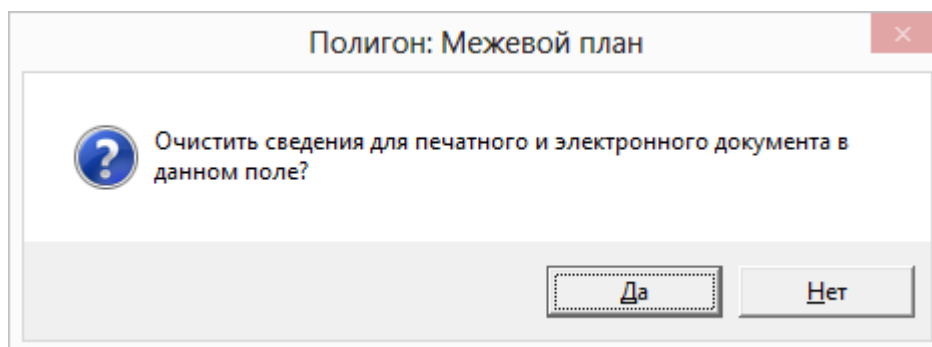 Полигон: Межевой план
Очистить сведения для печатного и электронного документа в
данном поле?
Да
Нет